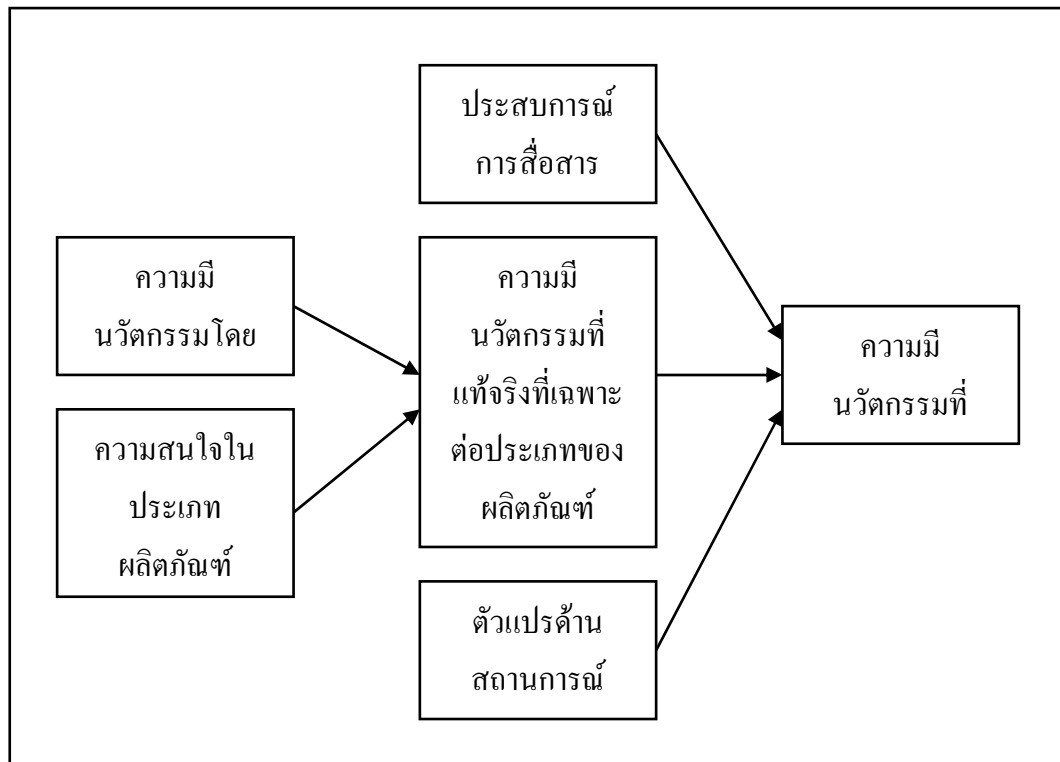 ประสบการณ์
การสื่อสาร
ความมี
นวัตกรรมโดย
ความสนใจใน
ประเภท
ผลิตภัณฑ์
ความมี
นวัตกรรมที่
แท้จริงที่เฉพาะ
ต่อประเภทของ
ผลิตภัณฑ์
ตัวแปรด้าน
สถานการณ์
ความมี
นวัตกรรมที่